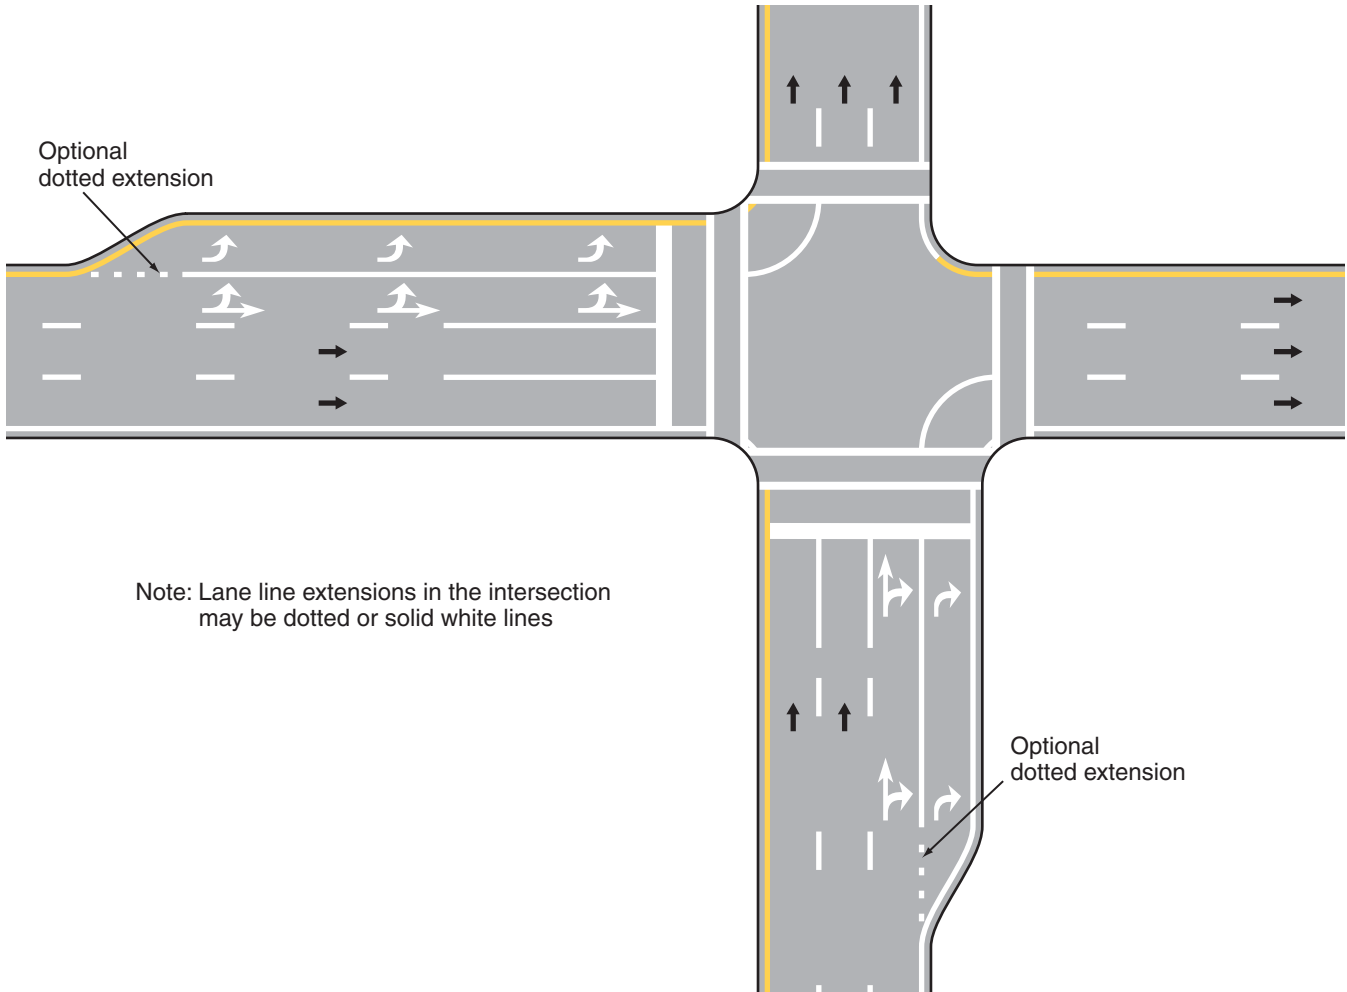 Optional
dotted extension
Note: Lane line extensions in the intersection
may be dotted or solid white lines
Optional
dotted extension